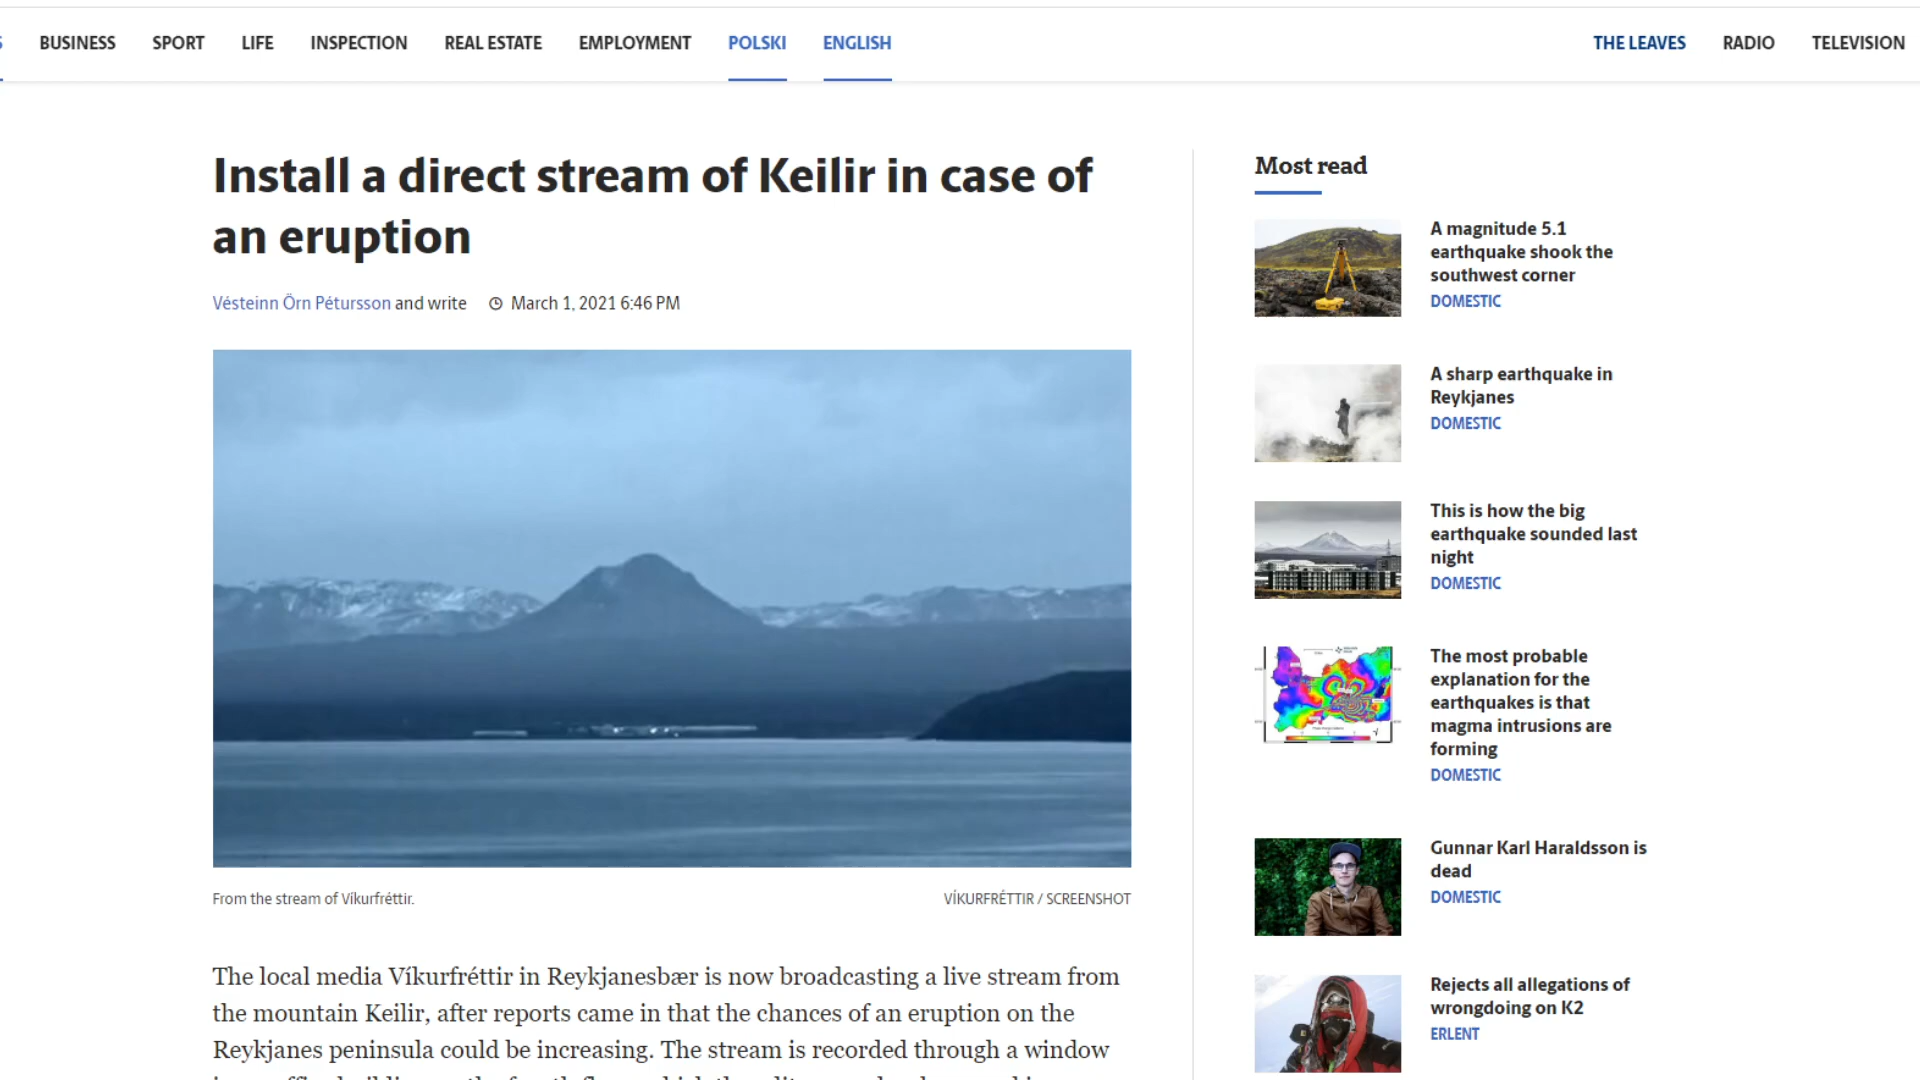 BUSINESS SPORT LIFE INSPECTION REAL ESTATE EMPLOYMENT POLSKI ENGLISH THE LEAVES RADIO TELEVISION
Install a direct stream of Keilir in case of
an eruption
Vésteinn Örn Pétursson and write March 1, 2021 6:46 PM
From the stream of Víkurfréttir. VÍKURFRÉTTIR / SCREENSHOT
The local media Víkurfréttir in Reykjanesbær is now broadcasting a live stream from
the mountain Keilir, after reports came in that the chances of an eruption on the
Reykjanes peninsula could be increasing. The stream is recorded through a window
Most read
A magnitude 5.1
earthquake shook the
southwest corner
DOMESTIC
A sharp earthquake in
Reykjanes
DOMESTIC
This is how the big
earthquake sounded last
night
DOMESTIC
The most probable
explanation for the
earthquakes is that
magma intrusions are
forming
DOMESTIC
Gunnar Karl Haraldsson is
dead
DOMESTIC
Rejects all allegations of
wrongdoing on K2
ERLENT